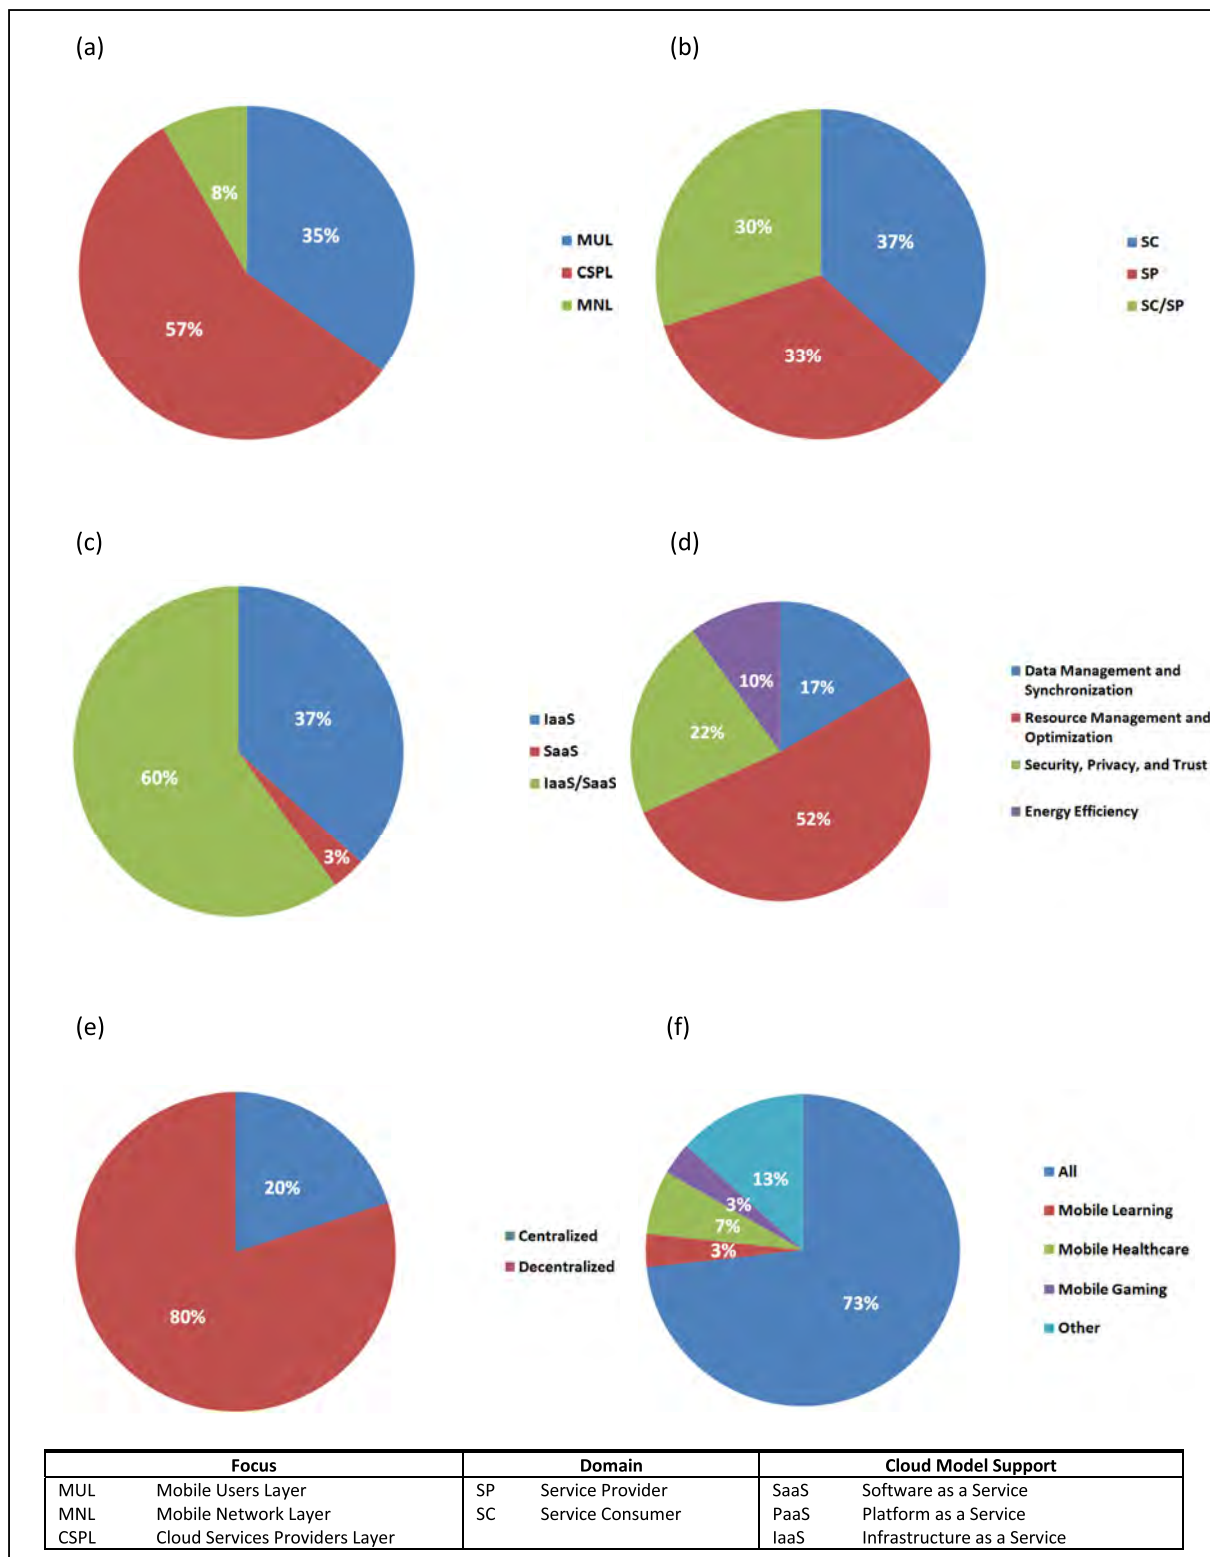 (a)
(b)
8%
35%
57%
MUL
CSPL
MNL
30%
37%
33%
SC
SP
SC/SP
(c)
(d)
37%
60%
3%
IaaS
SaaS
IaaS/SaaS
10%
17%
22%
52%
Data Management and
Synchronization
Resource Management and
Optimization
Security, Privacy, and Trust
Energy Efficiency
(e)
(f)
20%
80%
Centralized
Decentralized
13%
3%
7%
3%
73%
All
Mobile Learning
Mobile Healthcare
Mobile Gaming
Other
Focus Domain Cloud Model Support
MUL Mobile Users Layer SP Service Provider SaaS Software as a Service
MNL Mobile Network Layer SC Service Consumer PaaS Platform as a Service
CSPL Cloud Services Providers Layer IaaS Infrastructure as a Service